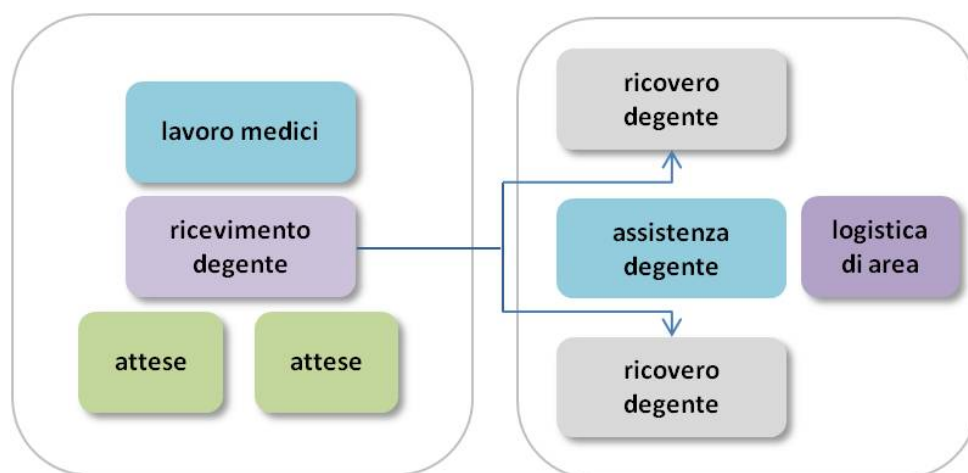 lavoro medici
ricevimento
degente
attese
attese
ricovero
degente
assistenza
degente
logistica
di area
ricovero
degente